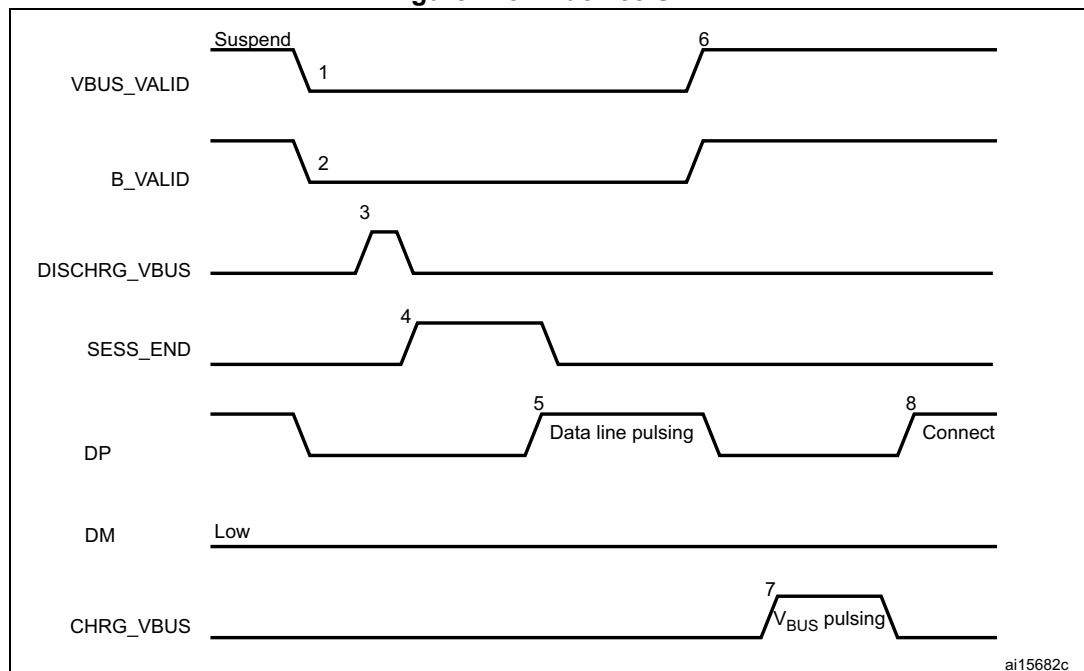 Suspend
6
VBUS_VALID
1
B_VALID
2
3
DISCHRG_VBUS
4
SESS_END
5
8
DP
Data line pulsing
Connect
DM
Low
7
CHRG_VBUS
VBUS pulsing
ai15682c